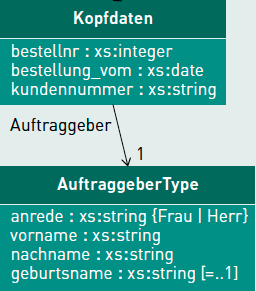 Kopfdaten
bestellnr : xs:integer
bestellung_vom : xs:date
kundennummer : xs:string
Auftraggeber
1
AuftraggeberType
anrede : xs:string {Frau | Herr}
vorname : xs:string
nachname : xs:string
geburtsname : xs:string [=..1]